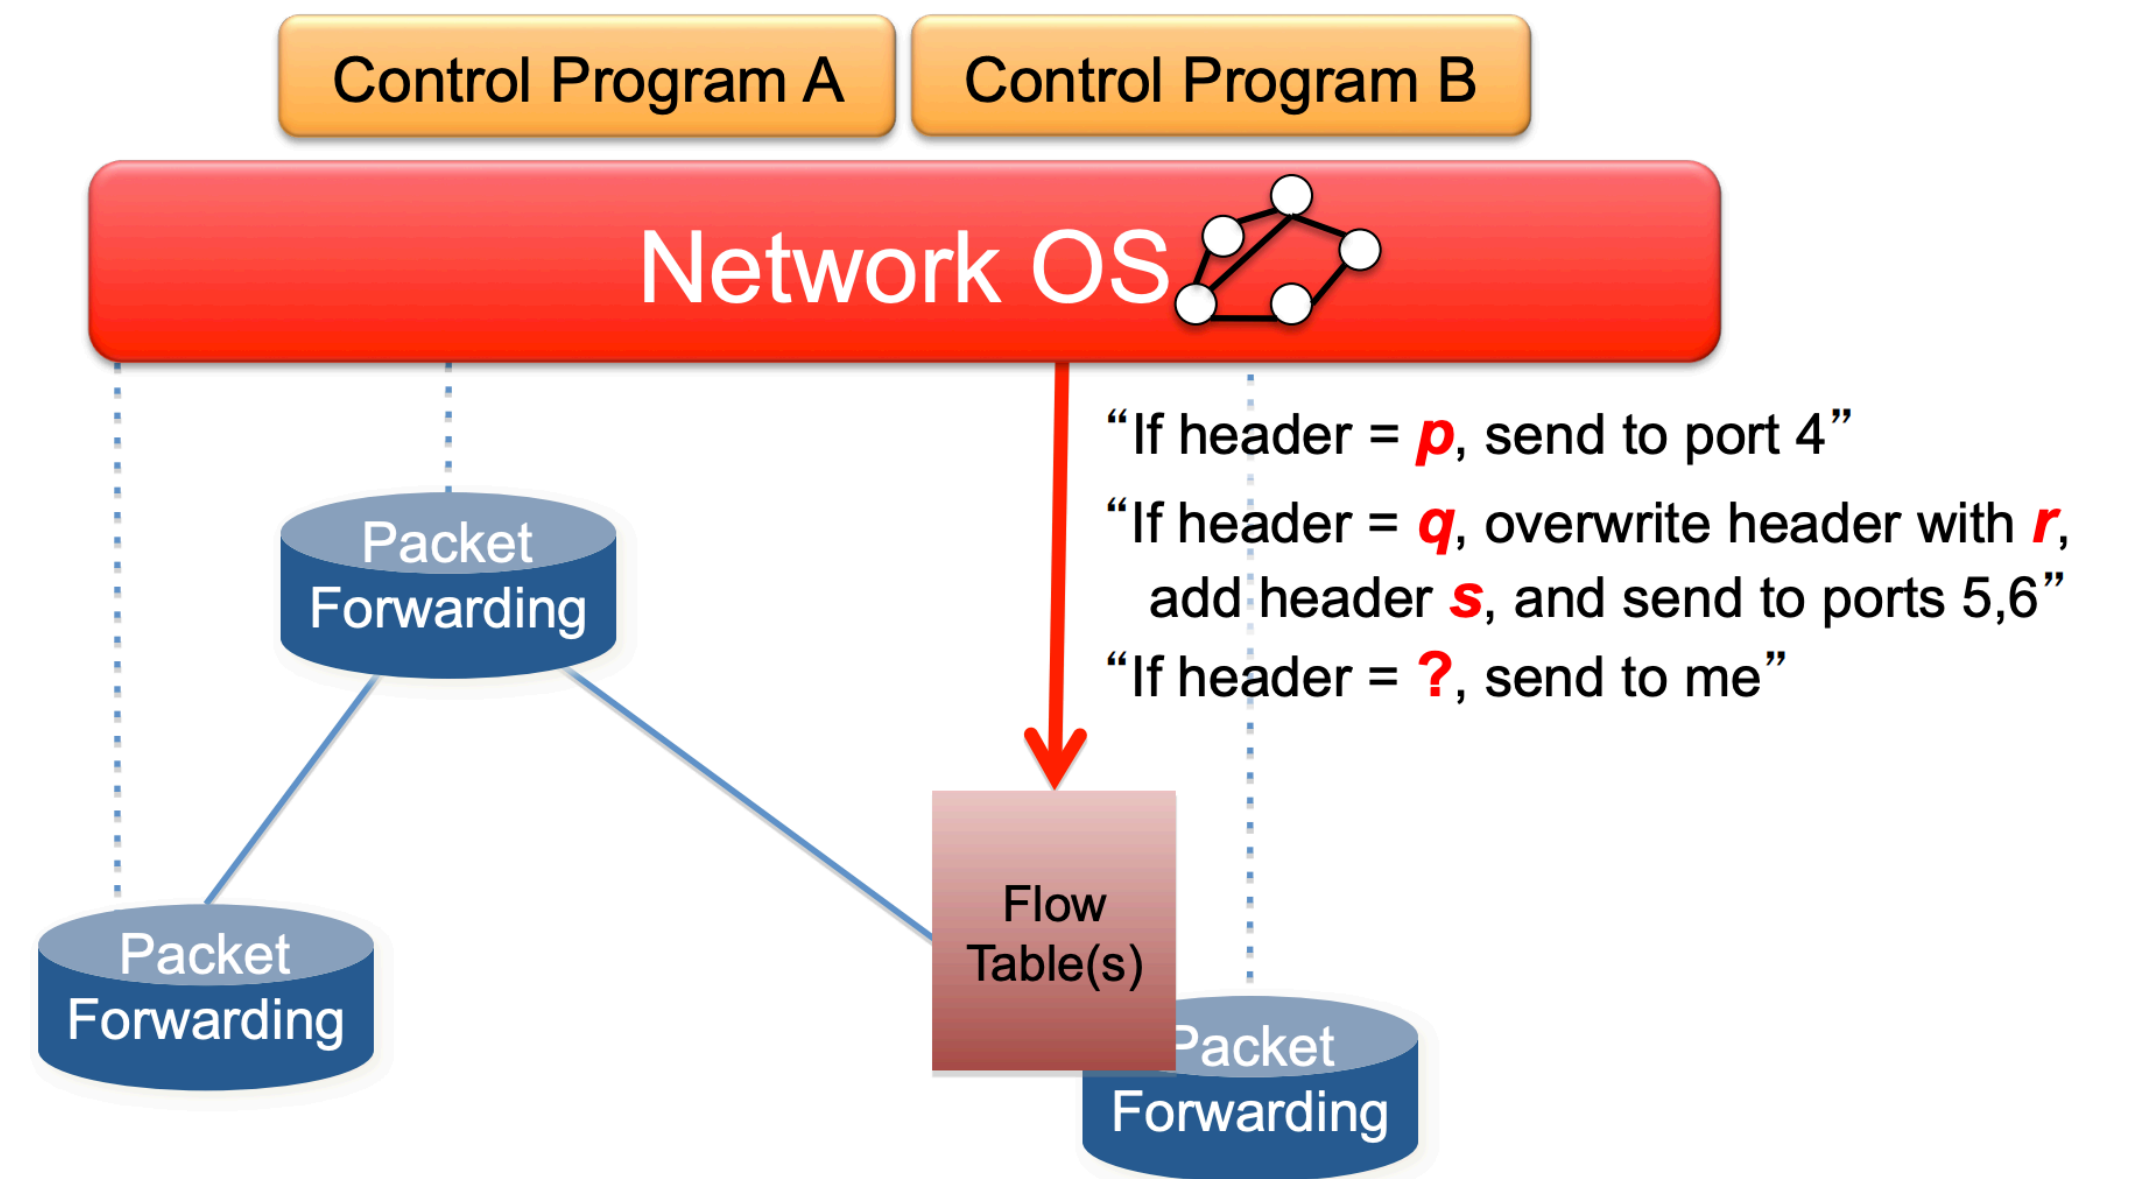 Control Program A
Control Program B
Network OS
“If header = p, send to port 4”
“If header = q, overwrite header with r,
add header s, and send to ports 5,6”
“If header = ?, send to me”
Packet
Forwarding
Flow
Table(s)
Packet
Forwarding
Packet
Forwarding